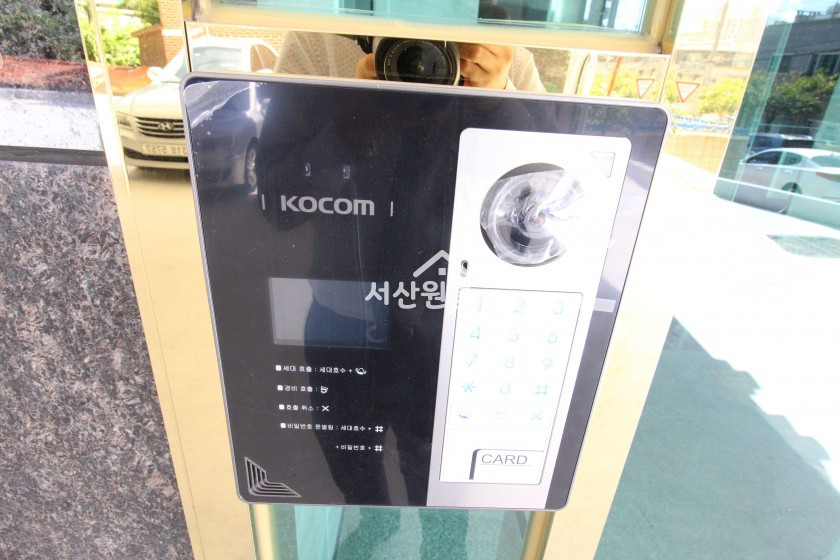 KOCOM
서산원
1 2 3
4 5 6
7 8 9
* 0 #
■ 세대 호출 : 세대호수 +
■ 경비 호출 :
■ 호출 취소 : ✕
■ 비밀번호 문열림 : 세대호수 + #
+ 비밀번호 + #
CARD